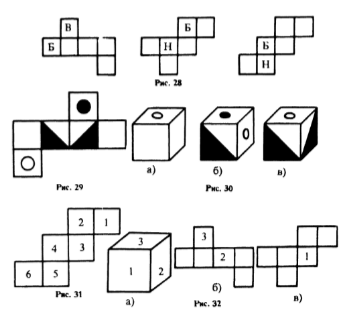 В
Б
Б
Н
Б
Н
Рис. 28
Рис. 29
а)
б)
в)
Рис. 30
2 1
4 3
6 5
Рис. 31
3
1 2
а)
3
2
б)
Рис. 32
1
в)